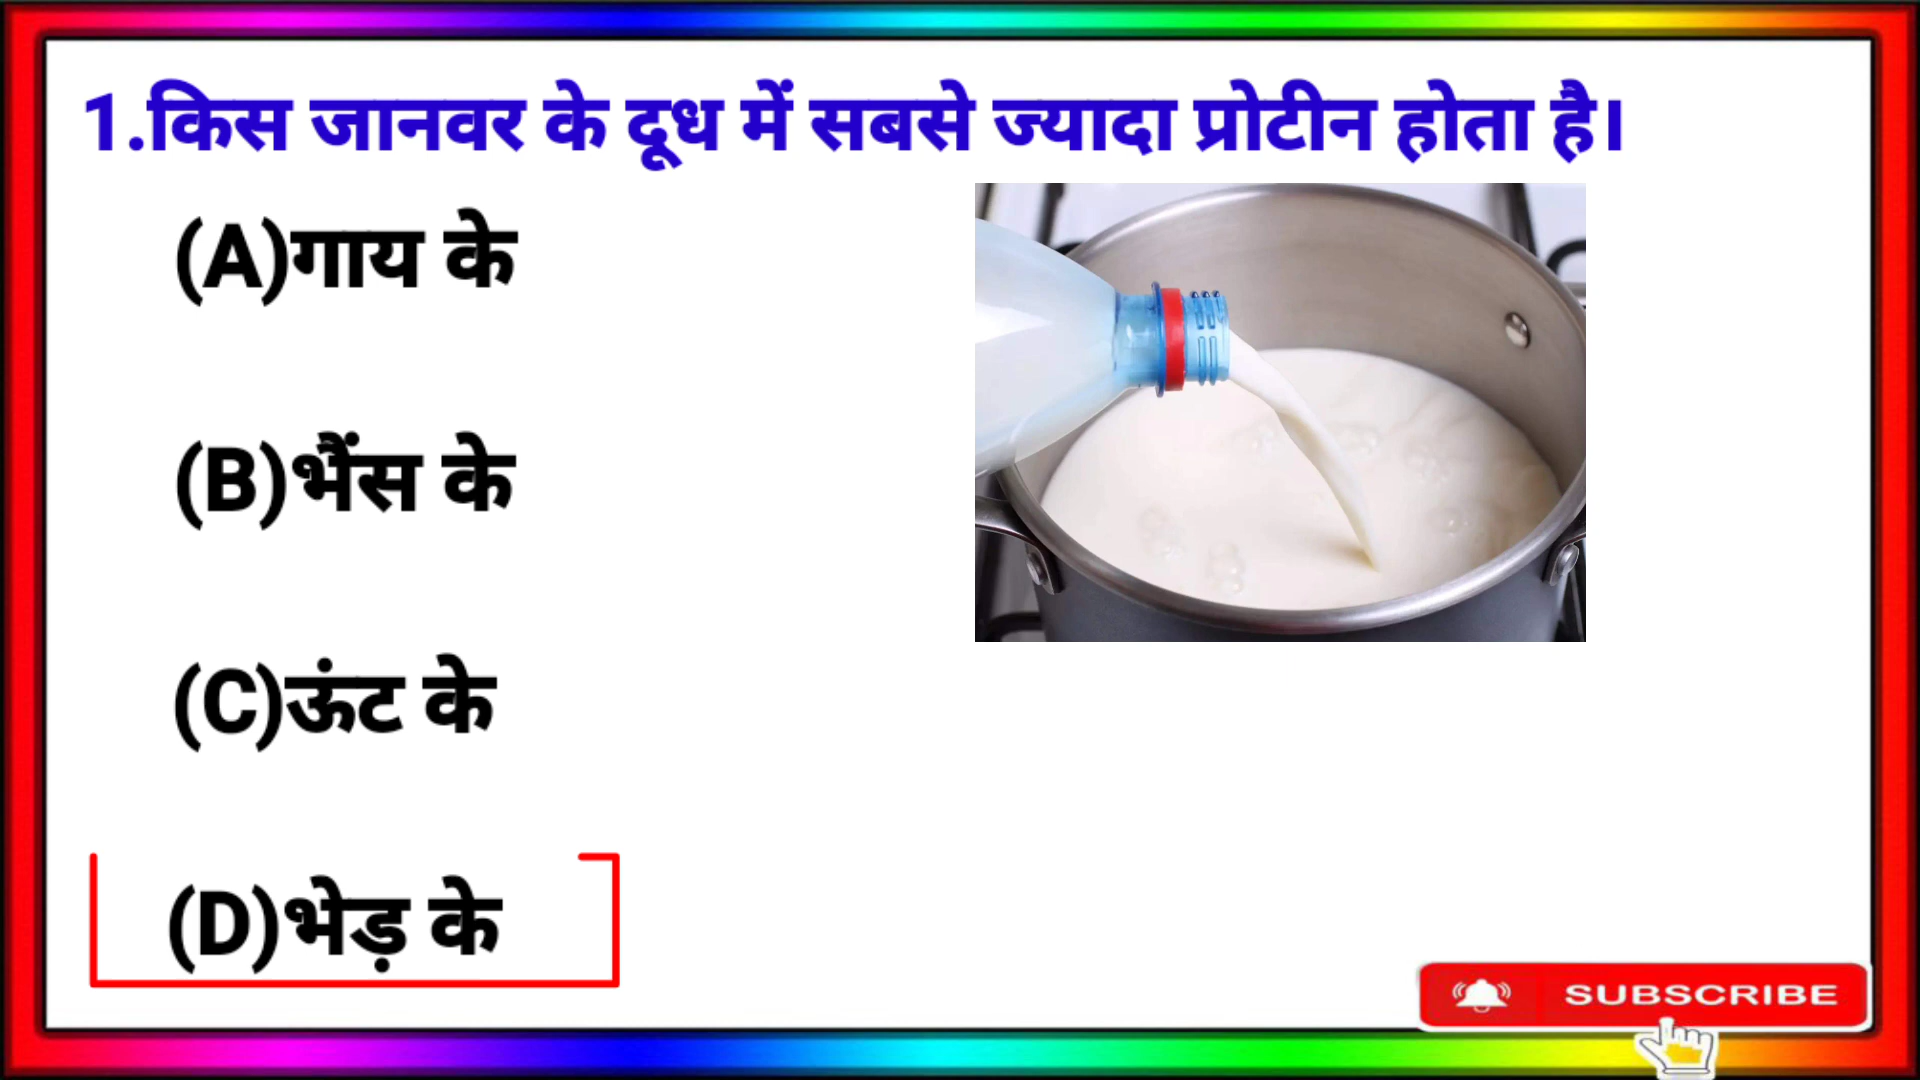 1.किस जानवर के दूध में सबसे ज्यादा प्रोटीन होता है।
(A)गाय के
(B)भैंस के
(C)ऊंट के
(D)भेड़ के
SUBSCRIBE